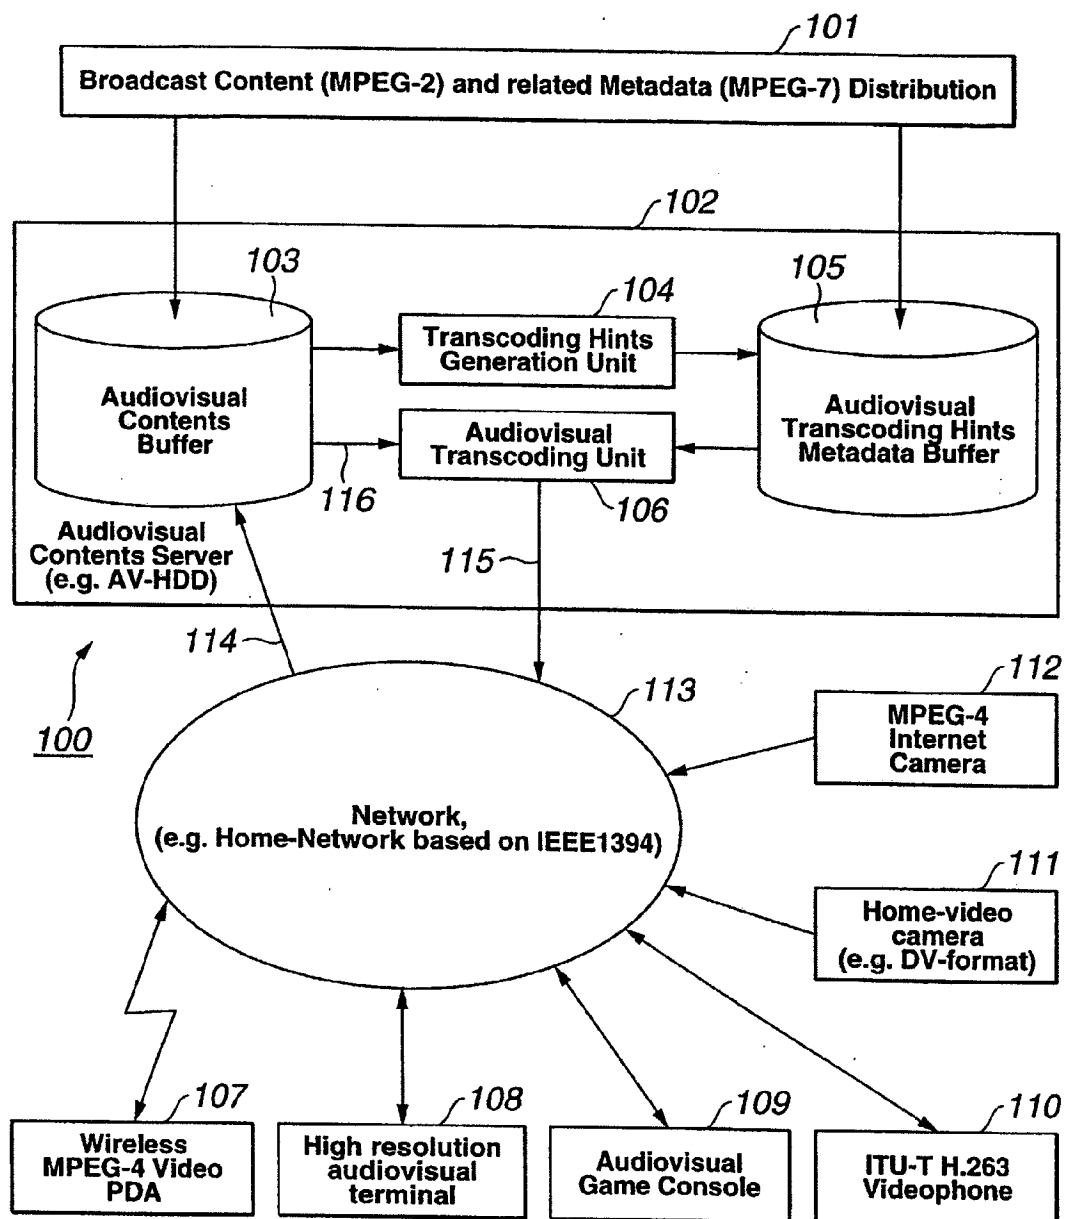 101
Broadcast Content (MPEG-2) and related Metadata (MPEG-7) Distribution
102
103
104
105
Transcoding Hints
Generation Unit
Audiovisual
Contents
Buffer
Audiovisual
Transcoding Unit
Audiovisual
Transcoding Hints
Metadata Buffer
116
106
Audiovisual
Contents Server
(e.g. AV-HDD)
115
114
100
113
112
MPEG-4
Internet
Camera
Network,
(e.g. Home-Network based on IEEE1394)
111
Home-video
camera
(e.g. DV-format)
107
108
109
110
Wireless
MPEG-4 Video
PDA
High resolution
audiovisual
terminal
Audiovisual
Game Console
ITU-T H.263
Videophone